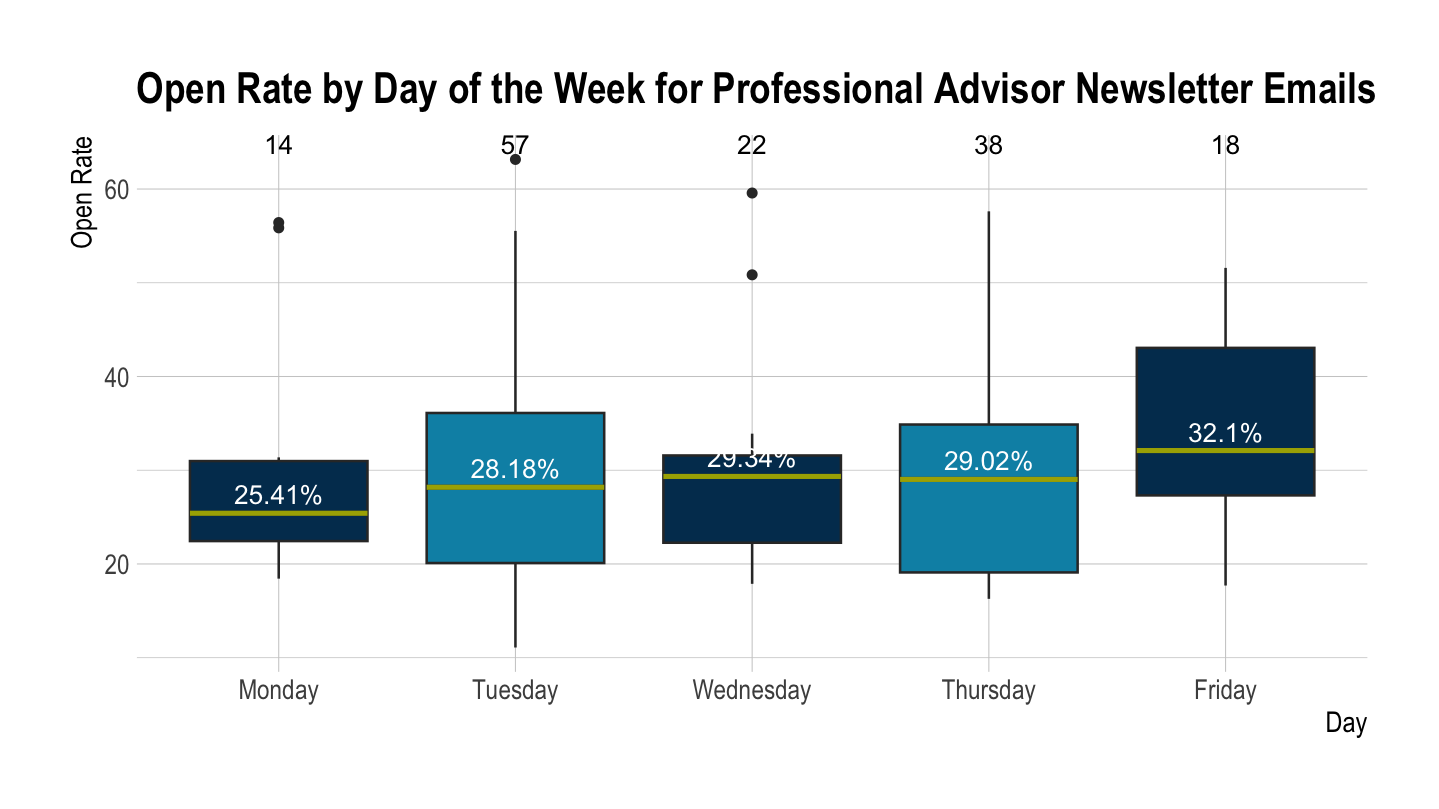 Open Rate by Day of the Week for Professional Advisor Newsletter Emails
Open Rate
14 57 22 38 18
60
40
20
25.41% 28.18% 29.34% 29.02% 32.1%
Monday Tuesday Wednesday Thursday Friday
Day